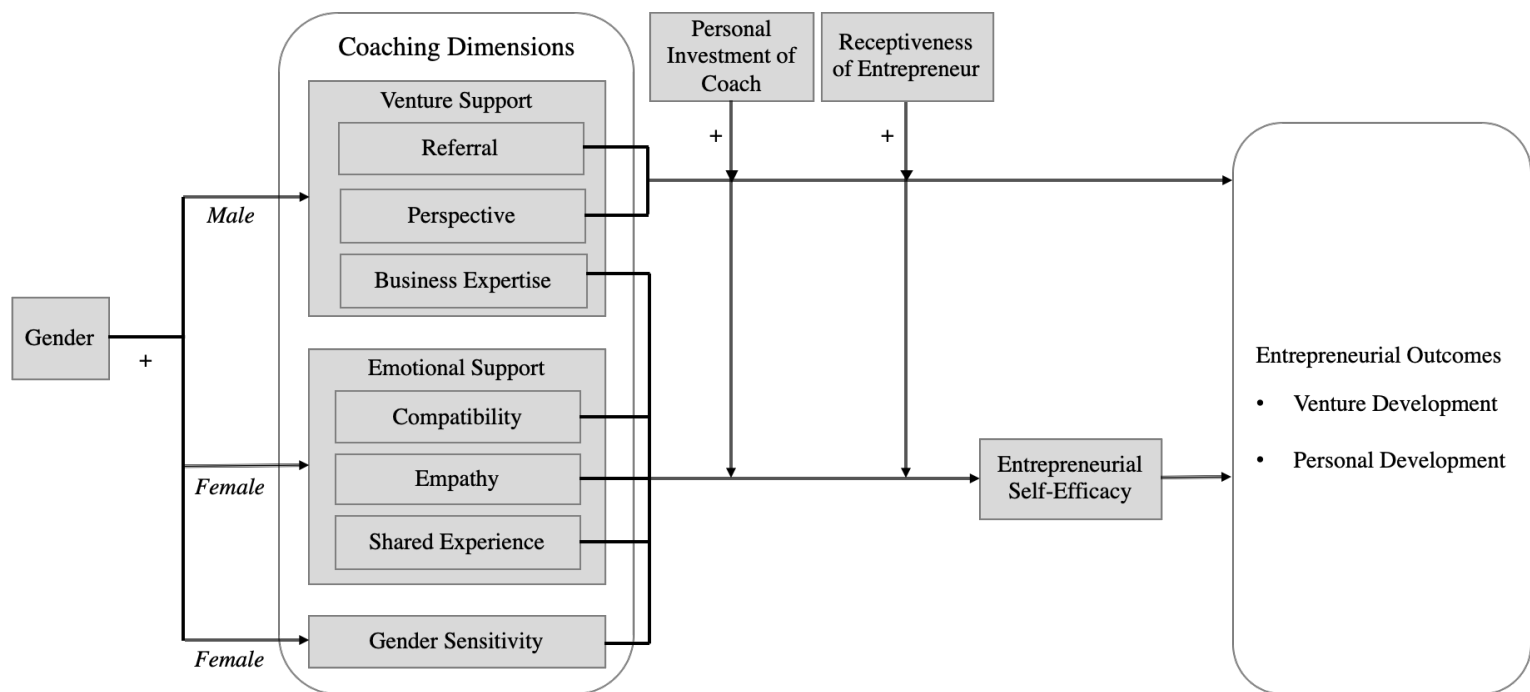 Coaching Dimensions
Personal
Investment of
Coach
Receptiveness
of Entrepreneur
Venture Support
Referral
+
+
Perspective
Male
Business Expertise
Gender
+
Emotional Support
Compatibility
Empathy
Female
Shared Experience
Gender Sensitivity
Female
Entrepreneurial
Self-Efficacy
Entrepreneurial Outcomes
• Venture Development
• Personal Development